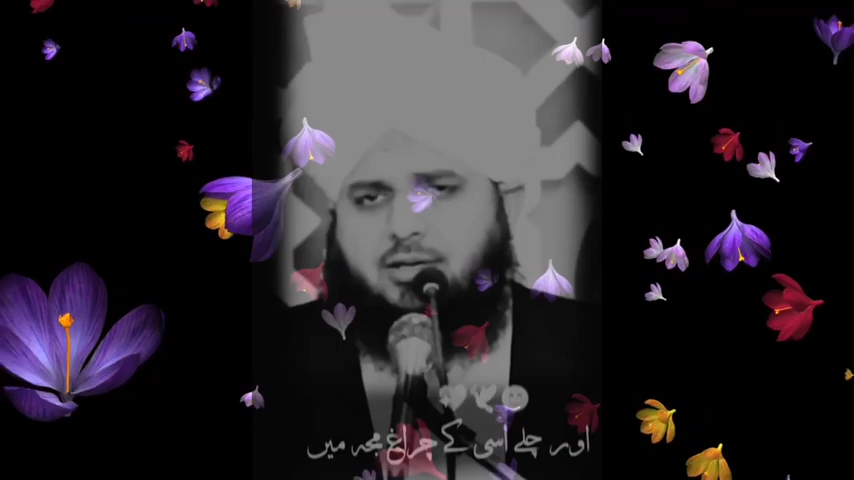 اور جلے اسی کے چراغ مجھ میں